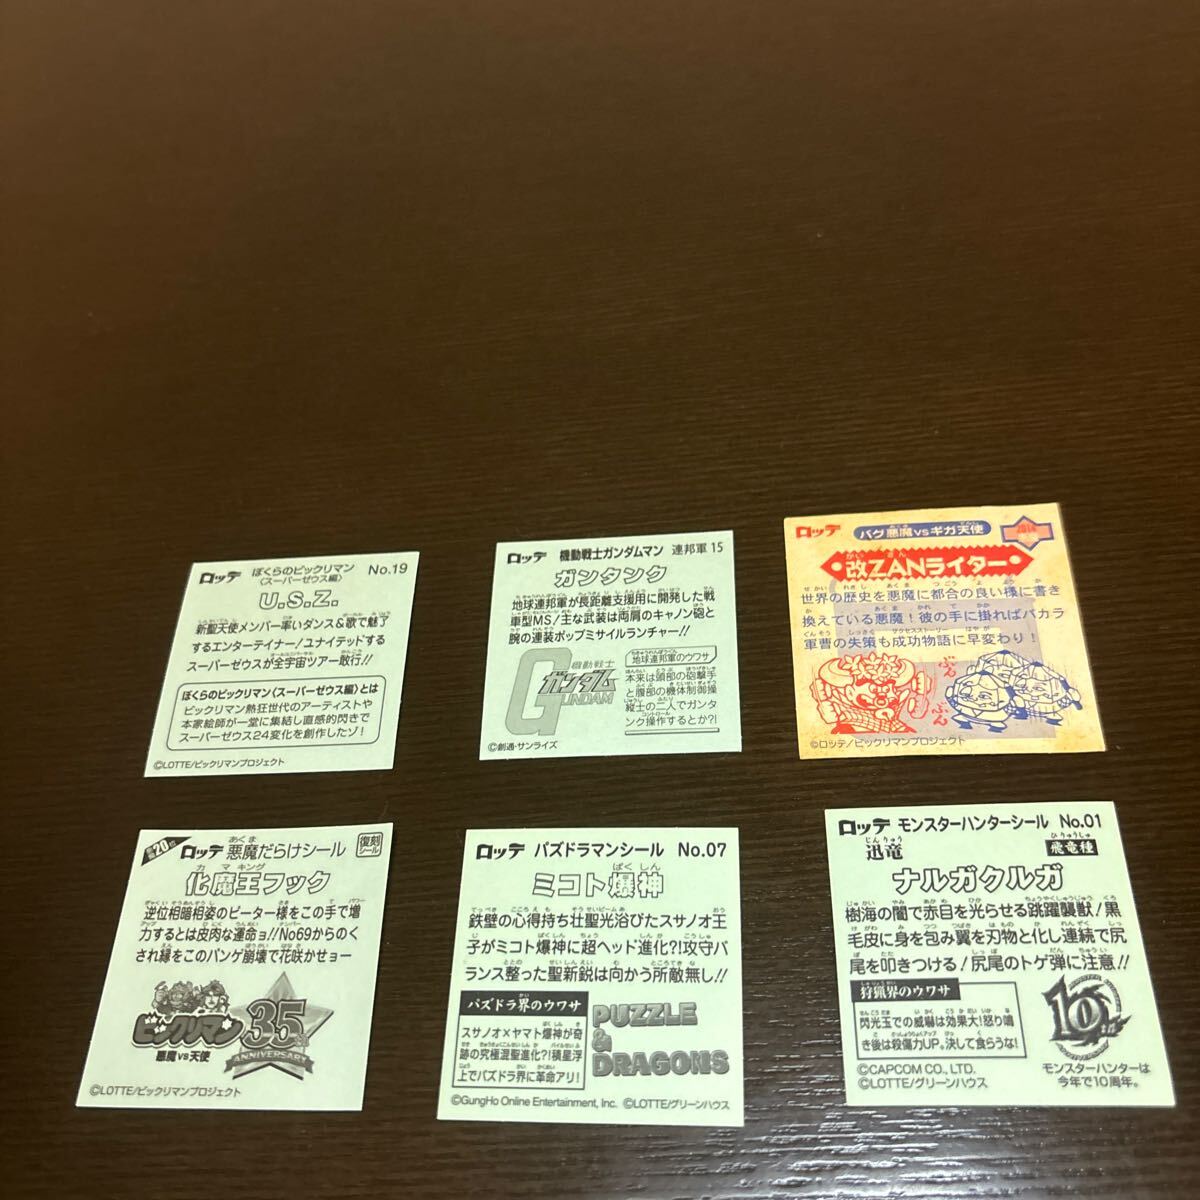 ロッテ ぼくらのビックリマン〈スーパーゼウス編〉 No.19
U.S.Z.
新聖天使メンバー率いダンス&歌で魅了
するエンターテイナー!ユナイテッドする
スーパーゼウスが全宇宙ツアー敢行!!
ぼくらのビックリマン〈スーパーゼウス編〉とは
ビックリマン熱狂世代のアーティストや
本家絵師が一堂に集結し直感的閃きで
スーパーゼウス24変化を創作したゾ!
©LOTTE/ビックリマンプロジェクト
ロッテ 機動戦士ガンダムマン 連邦軍 15
ガンタンク
地球連邦軍が長距離支援用に開発した戦
車型MS!主な武装は両肩のキャノン砲と
腕の連装ポップミサイルランチャー!!
機動戦士
ガンダム
GUNDAM
地球連邦軍のウワサ
本来は頭部の砲撃手
と腹部の機体制御操
縦士の二人でガンタ
ンク操作するとか?!
©創通・サンライズ
ロッテ バグ悪魔vsギガ天使 2014
改ZANライター
世界の歴史を悪魔に都合の良い様に書き
換えている悪魔!彼の手に掛ればバカラ
軍曹の失策も成功物語に早変わり!
ぶん
ぶん
©ロッテ/ビックリマンプロジェクト
20 ロッテ 悪魔だらけシール 復刻シール
化魔王フック
逆位相暗相姿のピーター様をこの手で増
力するとは皮肉な運命ョ!!No69からのく
され縁をこのパンゲ崩壊で花咲かせョー
ビックリマン
悪魔vs天使
35th
ANNIVERSARY
©LOTTE/ビックリマンプロジェクト
ロッテ パズドラマンシール No.07
ミコト爆神
鉄壁の心得持ち壮聖光浴びたスサノオ王
子がミコト爆神に超ヘッド進化?!攻守バ
ランス整った聖新鋭は向かう所敵無し!!
パズドラ界のウワサ
スサノオ×ヤマト爆神が奇
跡の究極混聖進化?!積星浮
上でパズドラ界に革命アリ!
PUZZLE
&
DRAGONS
©GungHo Online Entertainment, Inc. ©LOTTE/グリーンハウス
ロッテ モンスターハンターシール No.01
迅竜 飛竜種
ナルガクルガ
樹海の闇で赤目を光らせる跳躍襲獣!黒
毛皮に身を包み翼を刃物と化し連続で尻
尾を叩きつける!尻尾のトゲ弾に注意!!
狩猟界のウワサ
閃光玉での威嚇は効果大!怒り鳴
き後は殺傷力UP。決して食らうな!
10th
©CAPCOM CO., LTD.
©LOTTE/グリーンハウス
モンスターハンターは
今年で10周年。